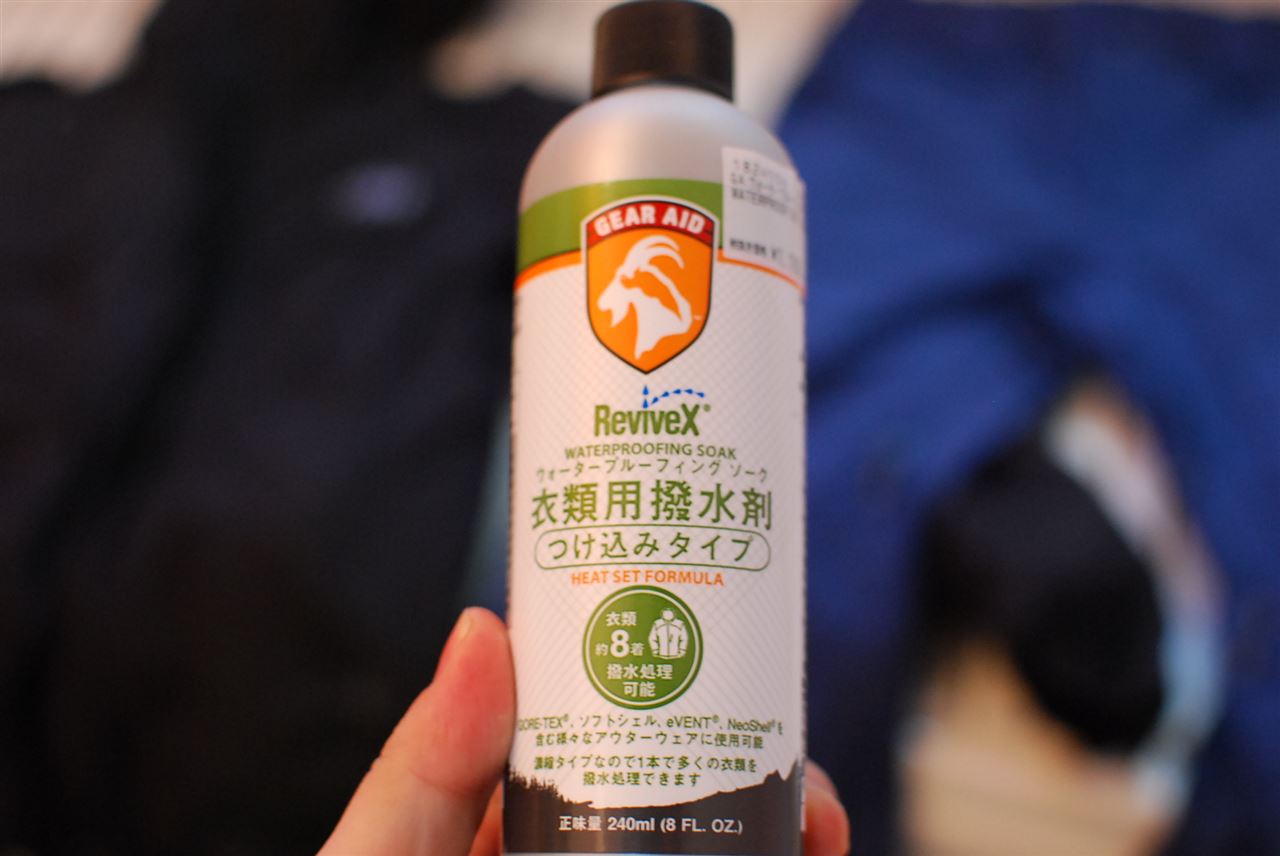 GEAR AID
WATERPROOF
ReviveX®
WATERPROOFING SOAK
ウォータープルーフィング ソーク
衣類用撥水剤
つけ込みタイプ
HEAT SET FORMULA
衣類
約8着
撥水処理
可能
GORE-TEX®、ソフトシェル、eVENT®、NeoShell®を
含む様々なアウターウェアに使用可能
濃縮タイプなので1本で多くの衣類を
撥水処理できます
正味量 240ml (8 FL. OZ.)